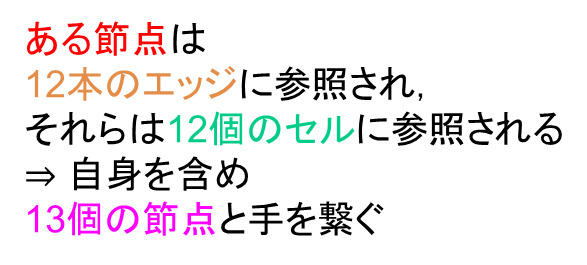 ある節点は
12本のエッジに参照され,
それらは12個のセルに参照される
⇒ 自身を含め
13個の節点と手を繋ぐ